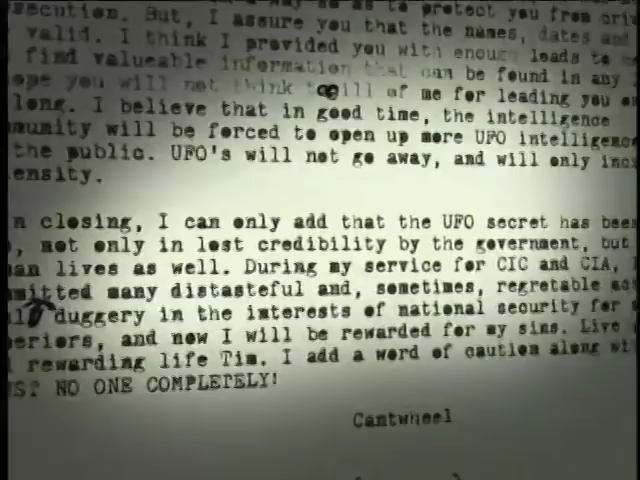 secution. But, I assure you that the names, dates and
valid. I think I provided you with enough leads to
find valueable information that can be found in any
ope you will not think to ill of me for leading you
long. I believe that in good time, the intelligence
munity will be forced to open up more UFO intelligence
the public. UFO's will not go away, and will only inc
ensity.
n closing, I can only add that the UFO secret has been
, not only in lost credibility by the government, but
an lives as well. During my service for CIC and CIA, I
mitted many distasteful and, sometimes, regretable
duggery in the interests of national security for
eriors, and now I will be rewarded for my sins. Live
rewarding life Tim. I add a word of caution along wi
ST NO ONE COMPLETELY!
Cantwheel